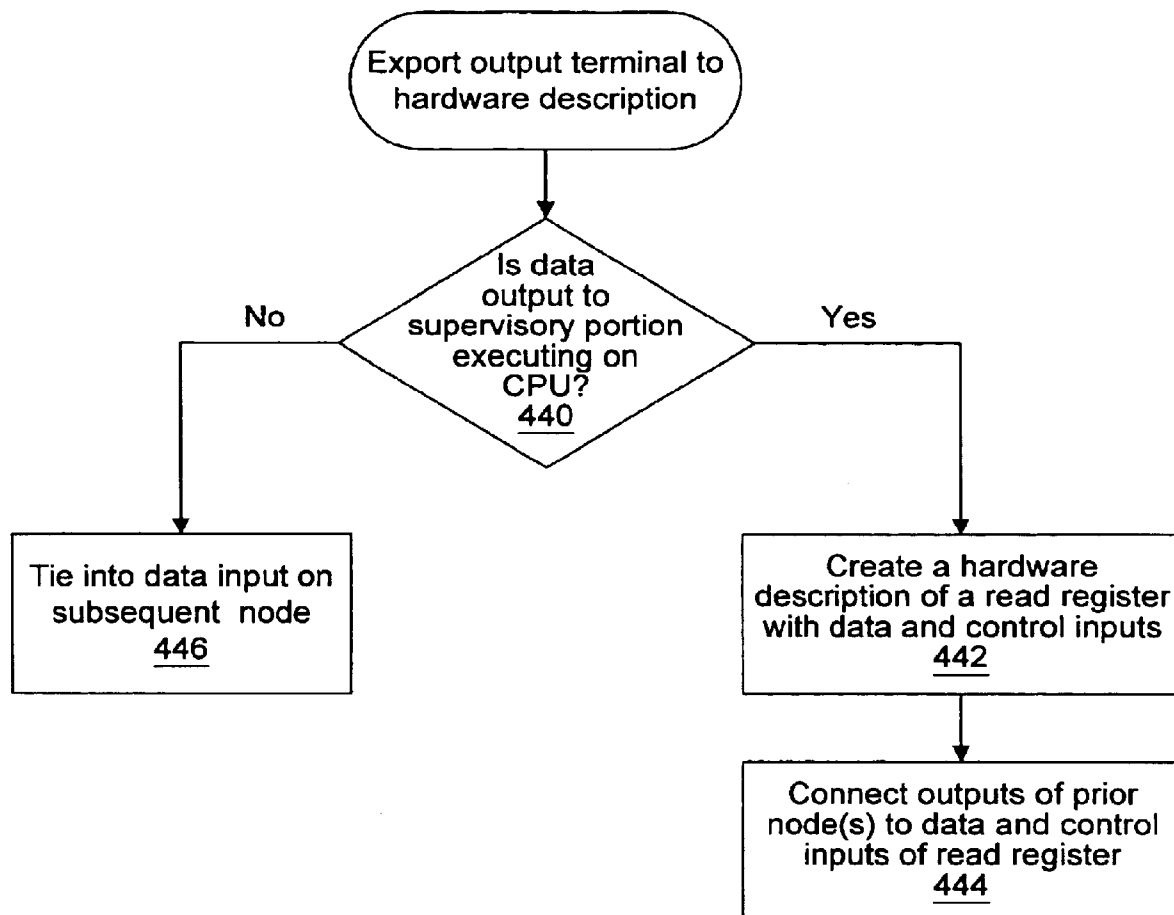 Export output terminal to
hardware description
Is data
output to
supervisory portion
executing on
CPU?
440
No
Yes
Tie into data input on
subsequent node
446
Create a hardware
description of a read register
with data and control inputs
442
Connect outputs of prior
node(s) to data and control
inputs of read register
444